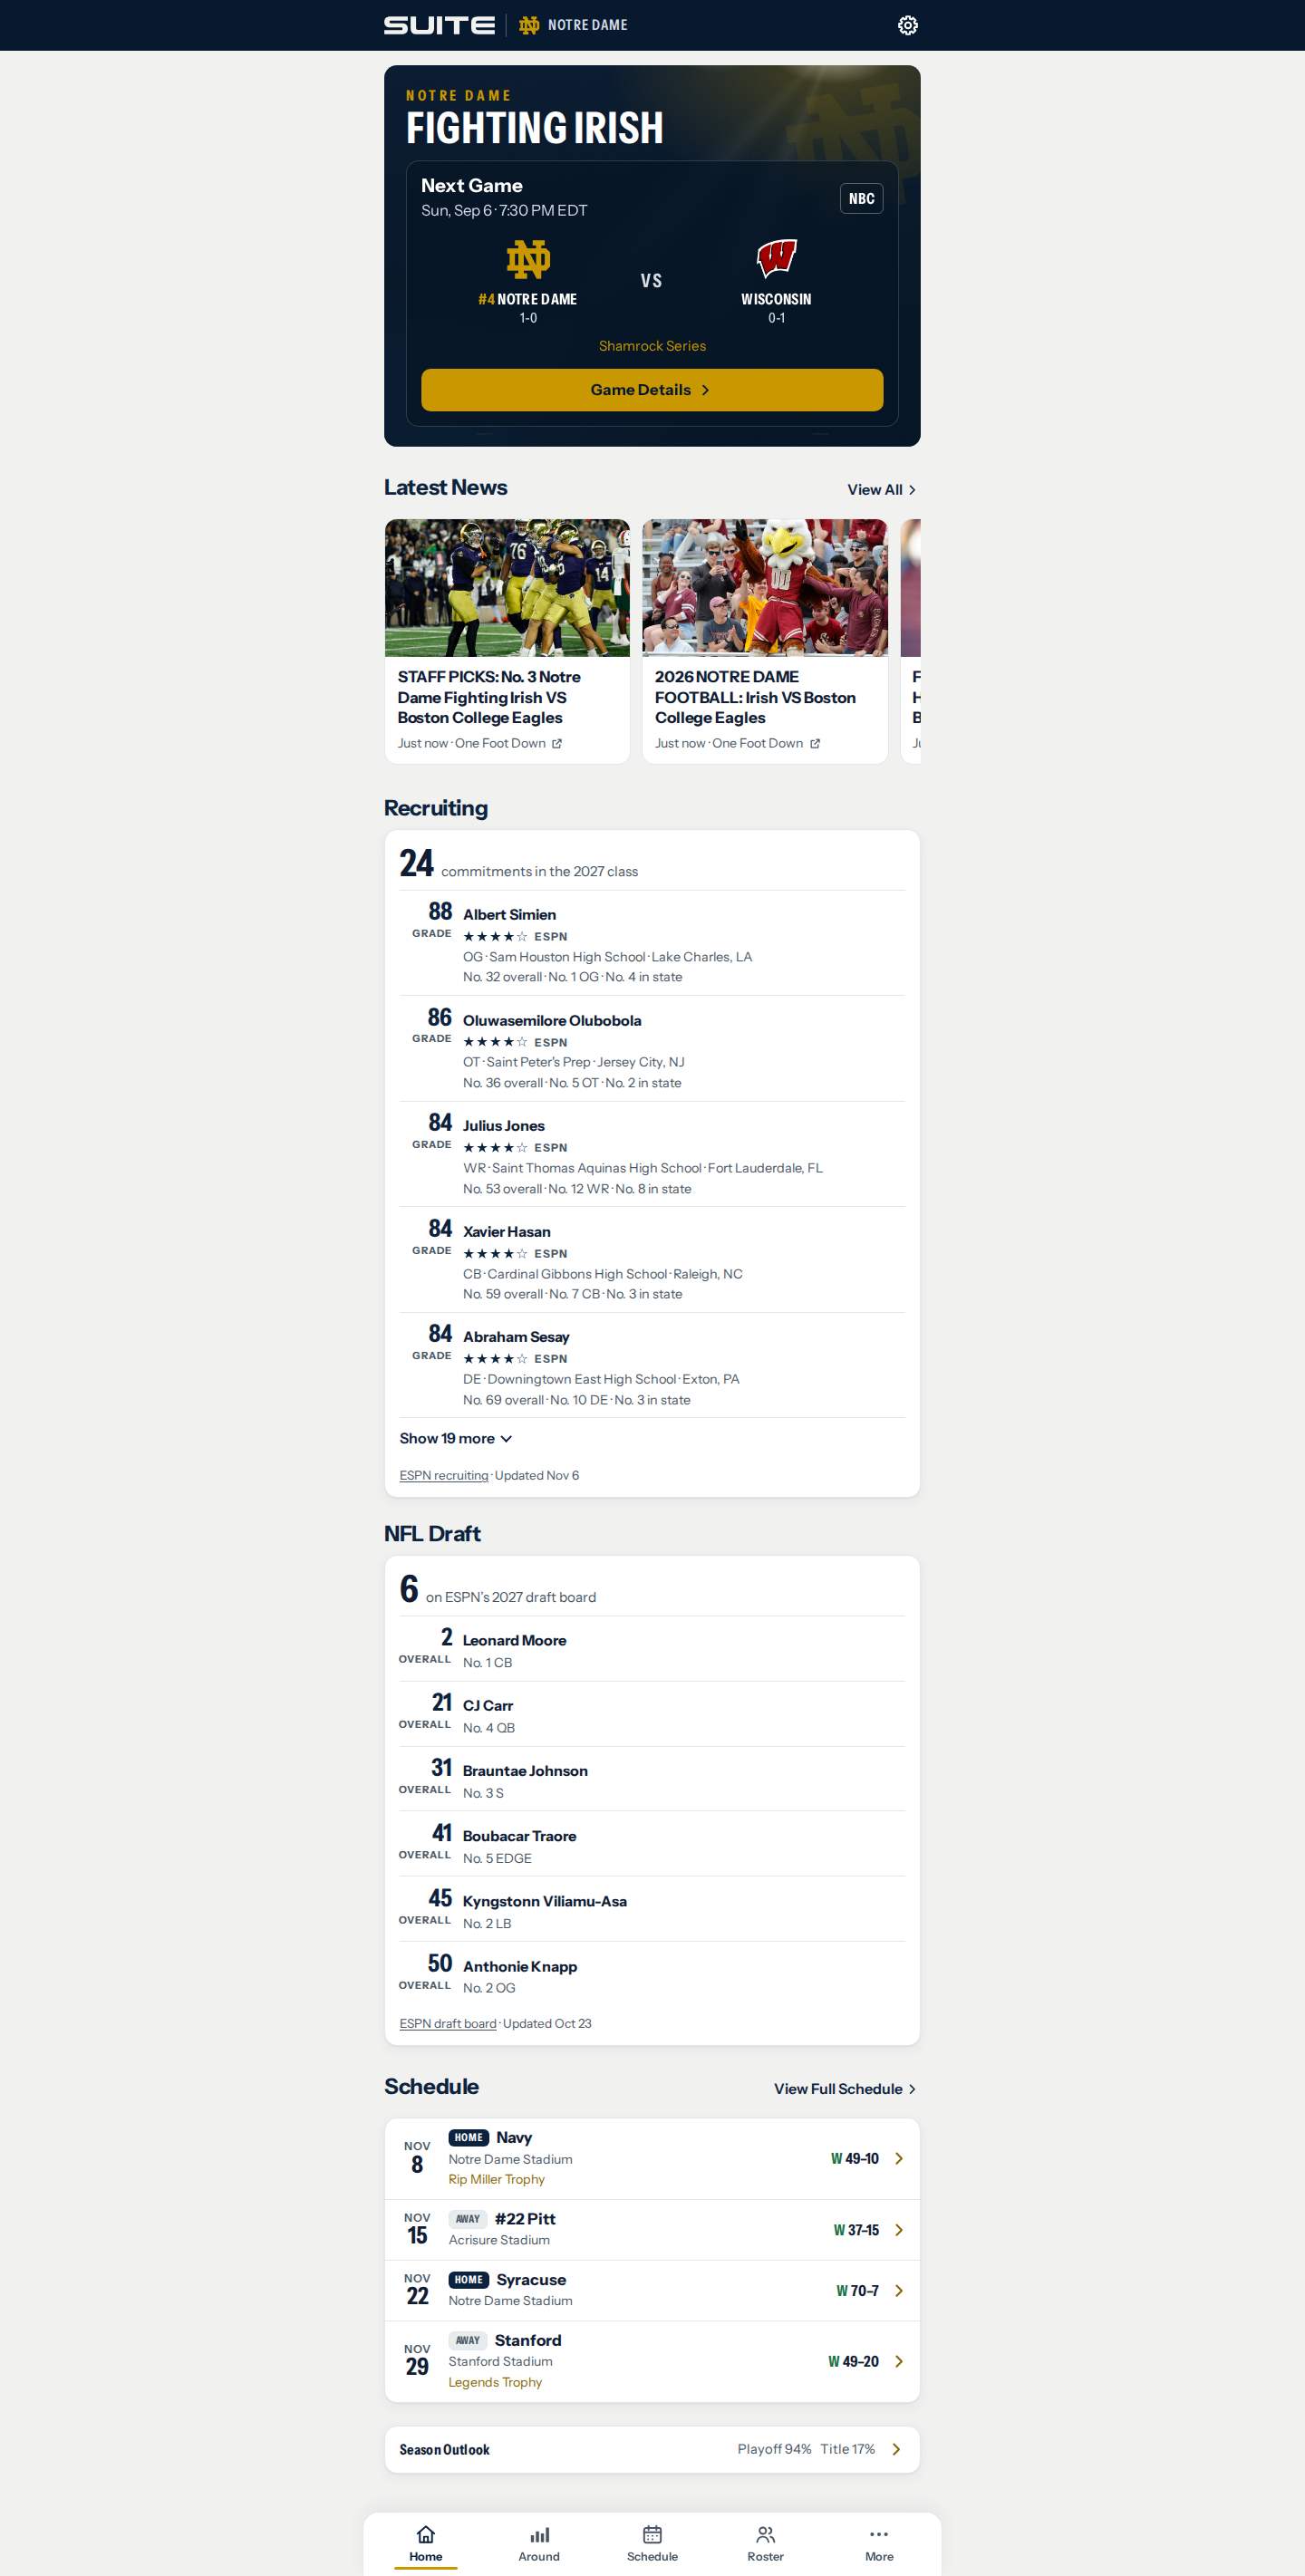 SUITE
NOTRE DAME
NOTRE DAME
FIGHTING IRISH
Next Game
Sun, Sep 6 · 7:30 PM EDT
NBC
#4 NOTRE DAME
1-0
VS
WISCONSIN
0-1
Shamrock Series
Game Details
Latest News
View All
STAFF PICKS: No. 3 Notre
Dame Fighting Irish VS
Boston College Eagles
Just now · One Foot Down
2026 NOTRE DAME
FOOTBALL: Irish VS Boston
College Eagles
Just now · One Foot Down
Recruiting
24 commitments in the 2027 class
88
GRADE
Albert Simien
★★★★☆ ESPN
OG · Sam Houston High School · Lake Charles, LA
No. 32 overall · No. 1 OG · No. 4 in state
86
GRADE
Oluwasemilore Olubobola
★★★★☆ ESPN
OT · Saint Peter's Prep · Jersey City, NJ
No. 36 overall · No. 5 OT · No. 2 in state
84
GRADE
Julius Jones
★★★★☆ ESPN
WR · Saint Thomas Aquinas High School · Fort Lauderdale, FL
No. 53 overall · No. 12 WR · No. 8 in state
84
GRADE
Xavier Hasan
★★★★☆ ESPN
CB · Cardinal Gibbons High School · Raleigh, NC
No. 59 overall · No. 7 CB · No. 3 in state
84
GRADE
Abraham Sesay
★★★★☆ ESPN
DE · Downingtown East High School · Exton, PA
No. 69 overall · No. 10 DE · No. 3 in state
Show 19 more
ESPN recruiting · Updated Nov 6
NFL Draft
6 on ESPN's 2027 draft board
2
OVERALL
Leonard Moore
No. 1 CB
21
OVERALL
CJ Carr
No. 4 QB
31
OVERALL
Brauntae Johnson
No. 3 S
41
OVERALL
Boubacar Traore
No. 5 EDGE
45
OVERALL
Kyngstonn Viliamu-Asa
No. 2 LB
50
OVERALL
Anthonie Knapp
No. 2 OG
ESPN draft board · Updated Oct 23
Schedule
View Full Schedule
NOV
8
HOME Navy
Notre Dame Stadium
Rip Miller Trophy
W 49–10
NOV
15
AWAY #22 Pitt
Acrisure Stadium
W 37–15
NOV
22
HOME Syracuse
Notre Dame Stadium
W 70–7
NOV
29
AWAY Stanford
Stanford Stadium
Legends Trophy
W 49–20
Season Outlook
Playoff 94% Title 17%
Home
Around
Schedule
Roster
More